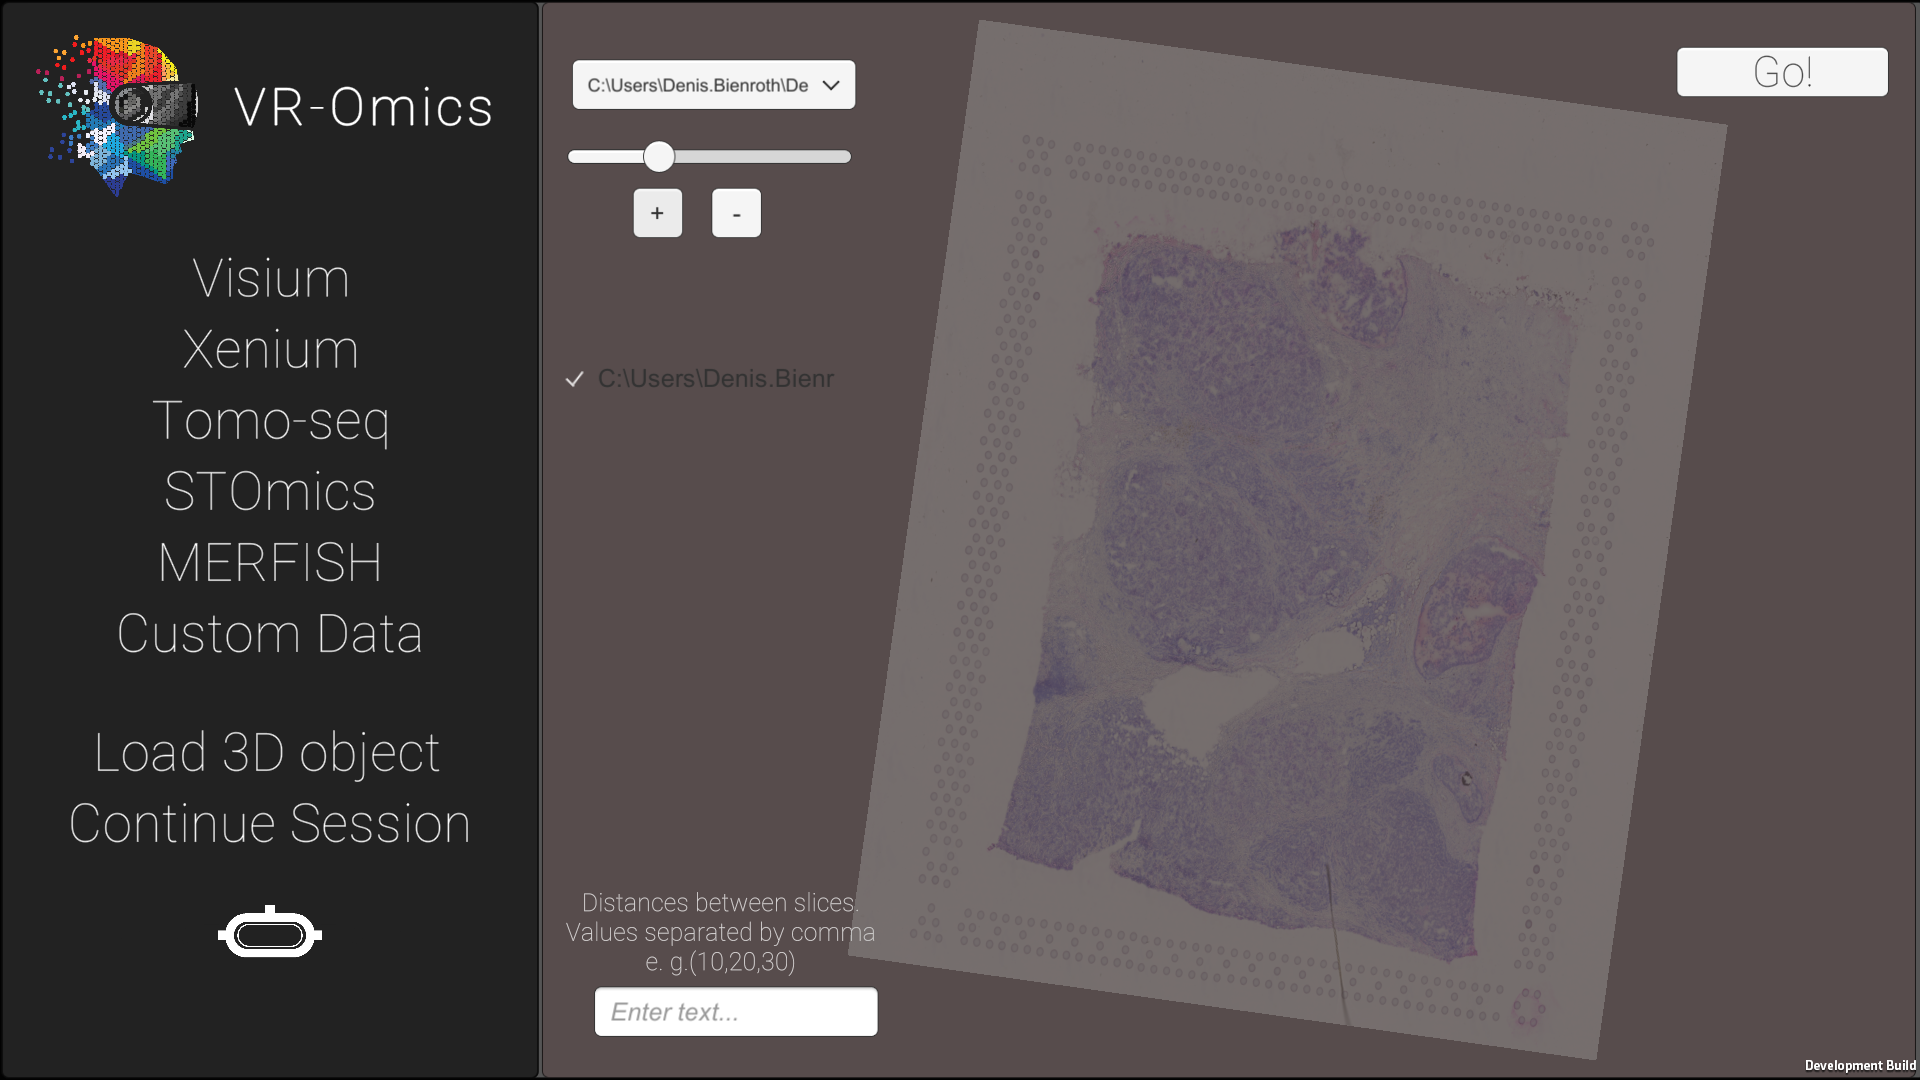 VR-Omics
Visium
Xenium
Tomo-seq
STOmics
MERFISH
Custom Data
Load 3D object
Continue Session
C:\Users\Denis.Bienroth\De
+
-
C:\Users\Denis.Bienr
Distances between slices.
Values separated by comma
e. g.(10,20,30)
Enter text...
Go!
Development Build